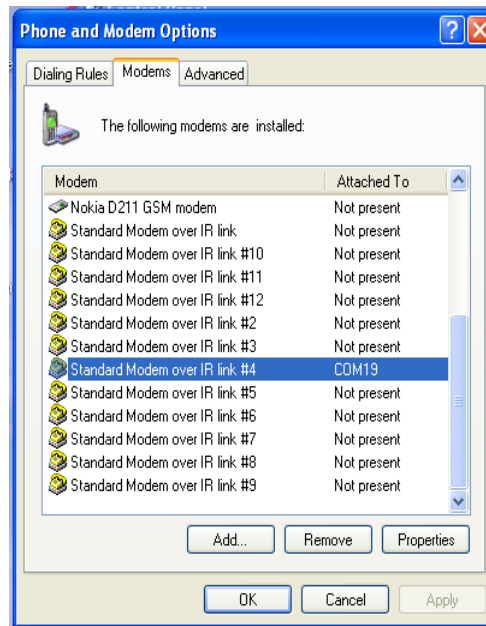 Phone and Modem Options
Dialing Rules Modems Advanced
The following modems are installed:
Modem Attached To
Nokia D211 GSM modem Not present
Standard Modem over IR link Not present
Standard Modem over IR link #10 Not present
Standard Modem over IR link #11 Not present
Standard Modem over IR link #12 Not present
Standard Modem over IR link #2 Not present
Standard Modem over IR link #3 Not present
Standard Modem over IR link #4 COM19
Standard Modem over IR link #5 Not present
Standard Modem over IR link #6 Not present
Standard Modem over IR link #7 Not present
Standard Modem over IR link #8 Not present
Standard Modem over IR link #9 Not present
Add... Remove Properties
OK Cancel Apply